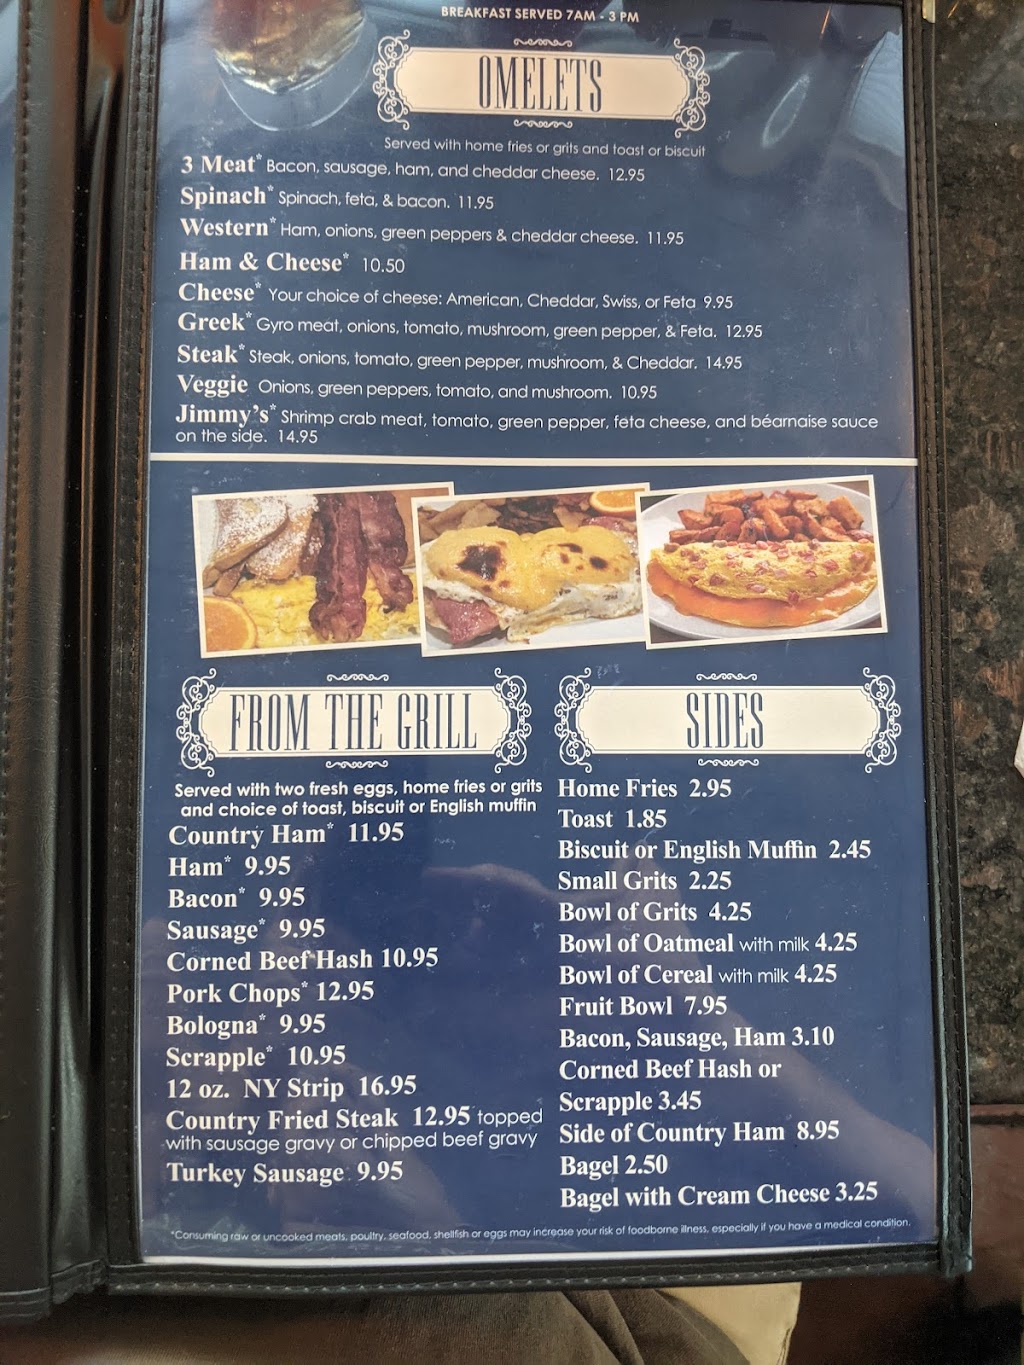 BREAKFAST SERVED 7AM - 3 PM
OMELETS
Served with home fries or grits and toast or biscuit
3 Meat* Bacon, sausage, ham, and cheddar cheese. 12.95
Spinach* Spinach, feta, & bacon. 11.95
Western* Ham, onions, green peppers & cheddar cheese. 11.95
Ham & Cheese* 10.50
Cheese* Your choice of cheese: American, Cheddar, Swiss, or Feta 9.95
Greek* Gyro meat, onions, tomato, mushroom, green pepper, & Feta. 12.95
Steak* Steak, onions, tomato, green pepper, mushroom, & Cheddar. 14.95
Veggie Onions, green peppers, tomato, and mushroom. 10.95
Jimmy's* Shrimp crab meat, tomato, green pepper, feta cheese, and béarnaise sauce
on the side. 14.95
FROM THE GRILL
Served with two fresh eggs, home fries or grits
and choice of toast, biscuit or English muffin
Country Ham* 11.95
Ham* 9.95
Bacon* 9.95
Sausage* 9.95
Corned Beef Hash 10.95
Pork Chops* 12.95
Bologna* 9.95
Scrapple* 10.95
12 oz. NY Strip 16.95
Country Fried Steak 12.95 topped
with sausage gravy or chipped beef gravy
Turkey Sausage 9.95
SIDES
Home Fries 2.95
Toast 1.85
Biscuit or English Muffin 2.45
Small Grits 2.25
Bowl of Grits 4.25
Bowl of Oatmeal with milk 4.25
Bowl of Cereal with milk 4.25
Fruit Bowl 7.95
Bacon, Sausage, Ham 3.10
Corned Beef Hash or
Scrapple 3.45
Side of Country Ham 8.95
Bagel 2.50
Bagel with Cream Cheese 3.25
*Consuming raw or uncooked meats, poultry, seafood, shellfish or eggs may increase your risk of foodborne illness, especially if you have a medical condition.